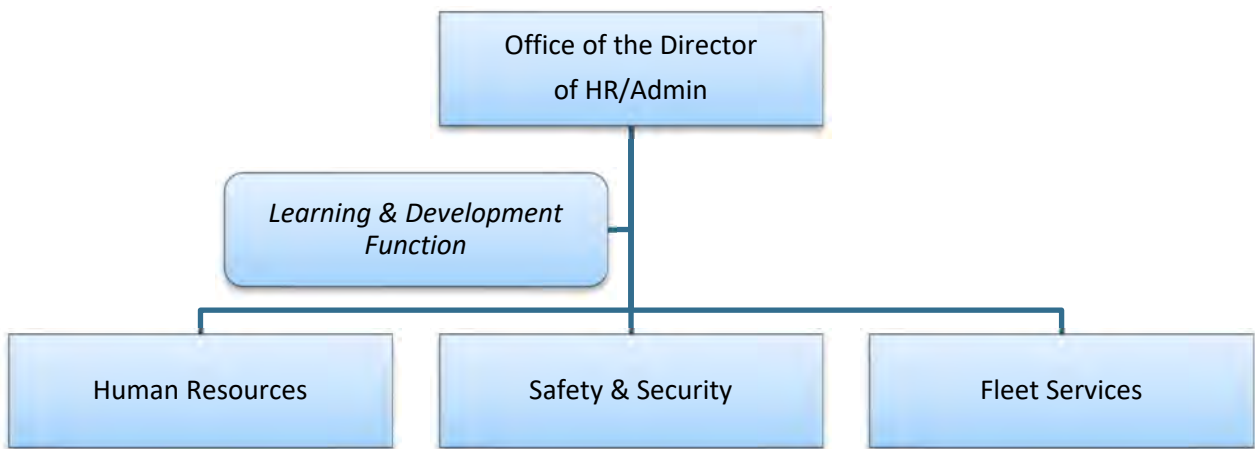 Office of the Director
of HR/Admin
Learning & Development
Function
Human Resources
Safety & Security
Fleet Services